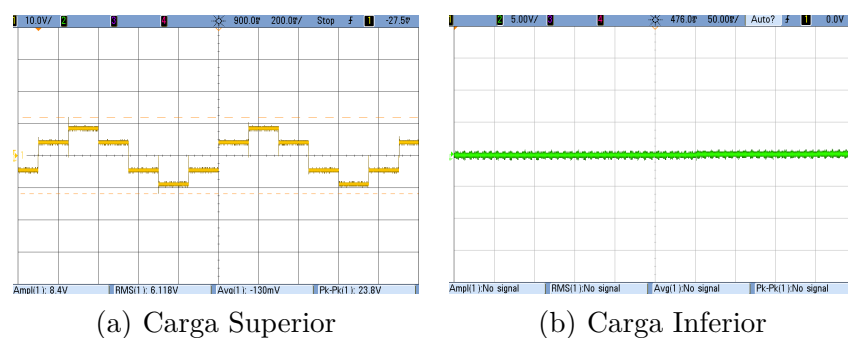 1 10.0V/ 2 3 4 900.0 200.0 Stop 1 -27.5
Ampl(1): 8.4V RMS(1): 6.118V Avg(1): -130mV Pk-Pk(1): 23.8V
(a) Carga Superior
1 2 5.00V/ 3 4 476.0 50.00 Auto? 1 0.0V
Ampl(1):No signal RMS(1):No signal Avg(1):No signal Pk-Pk(1):No signal
(b) Carga Inferior